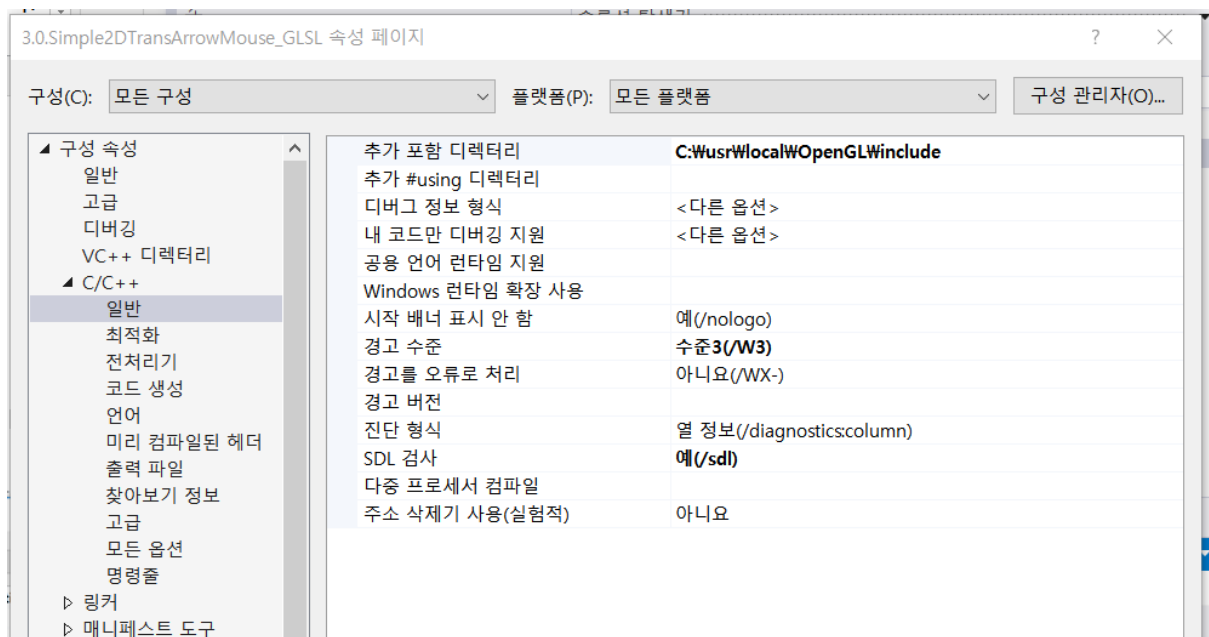 3.0.Simple2DTransArrowMouse_GLSL 속성 페이지
구성(C): 모든 구성 플랫폼(P): 모든 플랫폼 구성 관리자(O)...
구성 속성
일반
고급
디버깅
VC++ 디렉터리
C/C++
일반
최적화
전처리기
코드 생성
언어
미리 컴파일된 헤더
출력 파일
찾아보기 정보
고급
모든 옵션
명령줄
링커
매니페스트 도구
추가 포함 디렉터리 C:₩usr₩local₩OpenGL₩include
추가 #using 디렉터리
디버그 정보 형식 <다른 옵션>
내 코드만 디버깅 지원 <다른 옵션>
공용 언어 런타임 지원
Windows 런타임 확장 사용
시작 배너 표시 안 함 예(/nologo)
경고 수준 수준3(/W3)
경고를 오류로 처리 아니요(/WX-)
경고 버전
진단 형식 열 정보(/diagnostics:column)
SDL 검사 예(/sdl)
다중 프로세서 컴파일
주소 삭제기 사용(실험적) 아니요